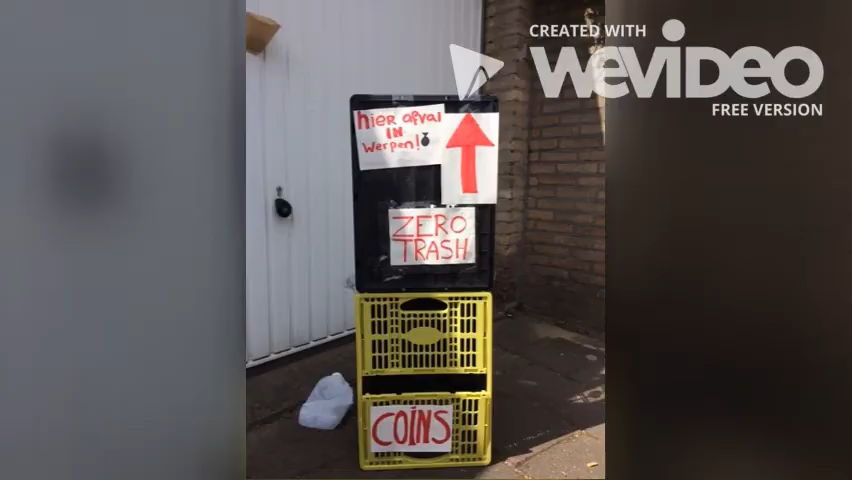 CREATED WITH
WEVIDEO
FREE VERSION
hier afval
IN
Werpen!
ZERO
TRASH
COINS